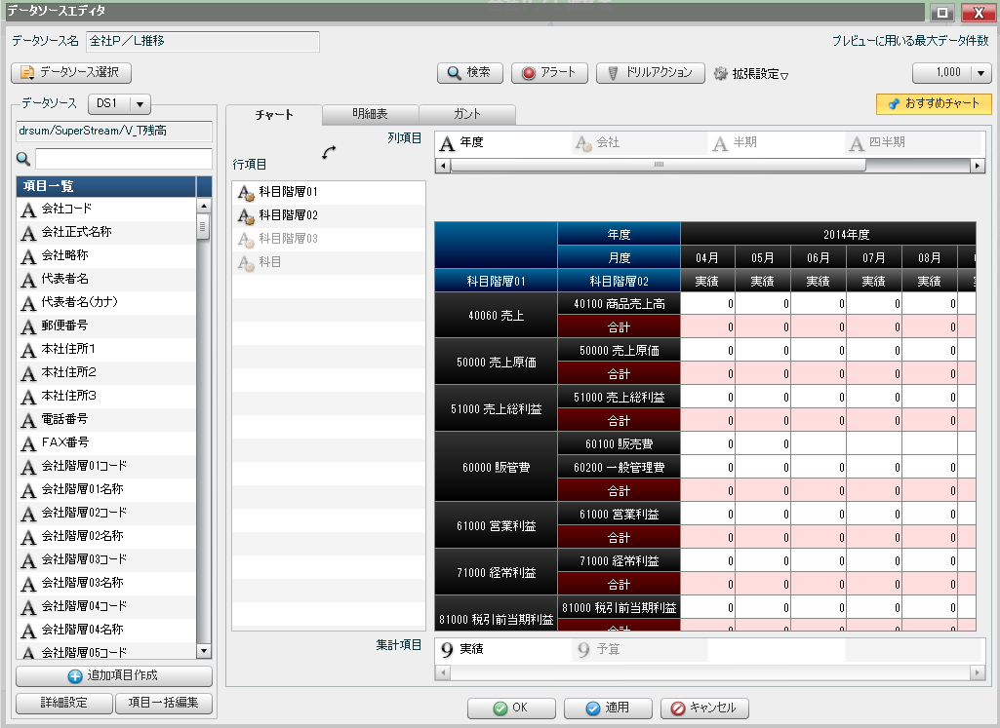 データソースエディタ
データソース名 全社P／L推移 プレビューに用いる最大データ件数
データソース選択 検索 アラート ドリルアクション 拡張設定▽ 1,000
データソース DS1 おすすめチャート
チャート 明細表 ガント
drsum/SuperStream/V_T残高
列項目 年度 会社 半期 四半期
行項目
項目一覧
会社コード
会社正式名称
会社略称
代表者名
代表者名(カナ)
郵便番号
本社住所1
本社住所2
本社住所3
電話番号
FAX番号
会社階層01コード
会社階層01名称
会社階層02コード
会社階層02名称
会社階層03コード
会社階層03名称
会社階層04コード
会社階層04名称
会社階層05コード
追加項目作成
詳細設定 項目一括編集
科目階層01
科目階層02
科目階層03
科目
年度 2014年度
月度 04月 05月 06月 07月 08月
科目階層01 科目階層02 実績 実績 実績 実績 実績
40060 売上 40100 商品売上高 0 0 0 0 0
合計 0 0 0 0 0
50000 売上原価 50000 売上原価 0 0 0 0 0
合計 0 0 0 0 0
51000 売上総利益 51000 売上総利益 0 0 0 0 0
合計 0 0 0 0 0
60000 販管費 60100 販売費 0 0
60200 一般管理費 0 0 0 0 0
合計 0 0 0 0 0
61000 営業利益 61000 営業利益 0 0 0 0 0
合計 0 0 0 0 0
71000 経常利益 71000 経常利益 0 0 0 0 0
合計 0 0 0 0 0
81000 税引前当期利益 81000 税引前当期利益 0 0 0 0 0
合計
集計項目 実績 予算
OK 適用 キャンセル